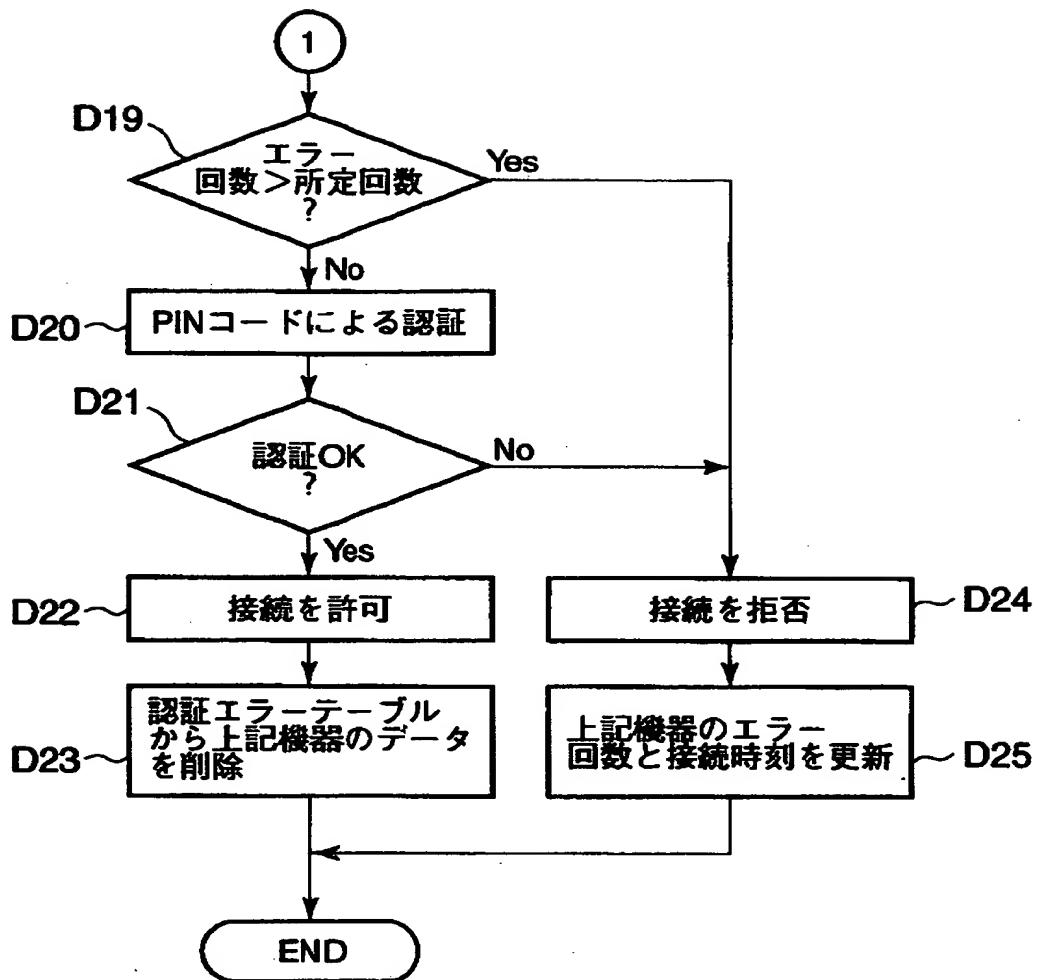 1
D19
エラー
回数＞所定回数
?
Yes
No
D20
PINコードによる認証
D21
認証OK
?
No
Yes
D22
接続を許可
接続を拒否
D24
D23
認証エラーテーブル
から上記機器のデータ
を削除
上記機器のエラー
回数と接続時刻を更新
D25
END